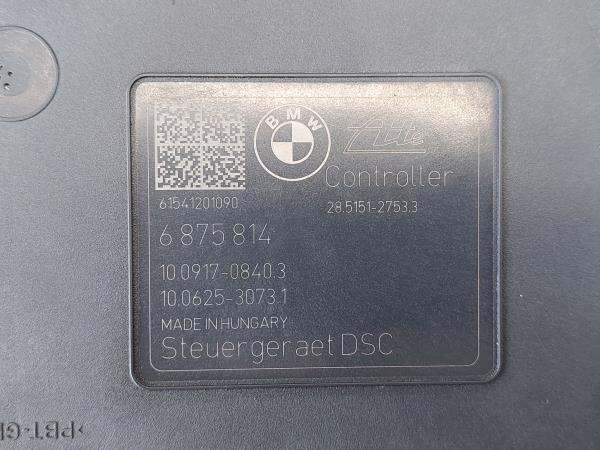 BMW
Ate
Controller
61541201090
28.5151-2753.3
6 875 814
10.0917-0840.3
10.0625-3073.1
MADE IN HUNGARY
Steuergeraet DSC